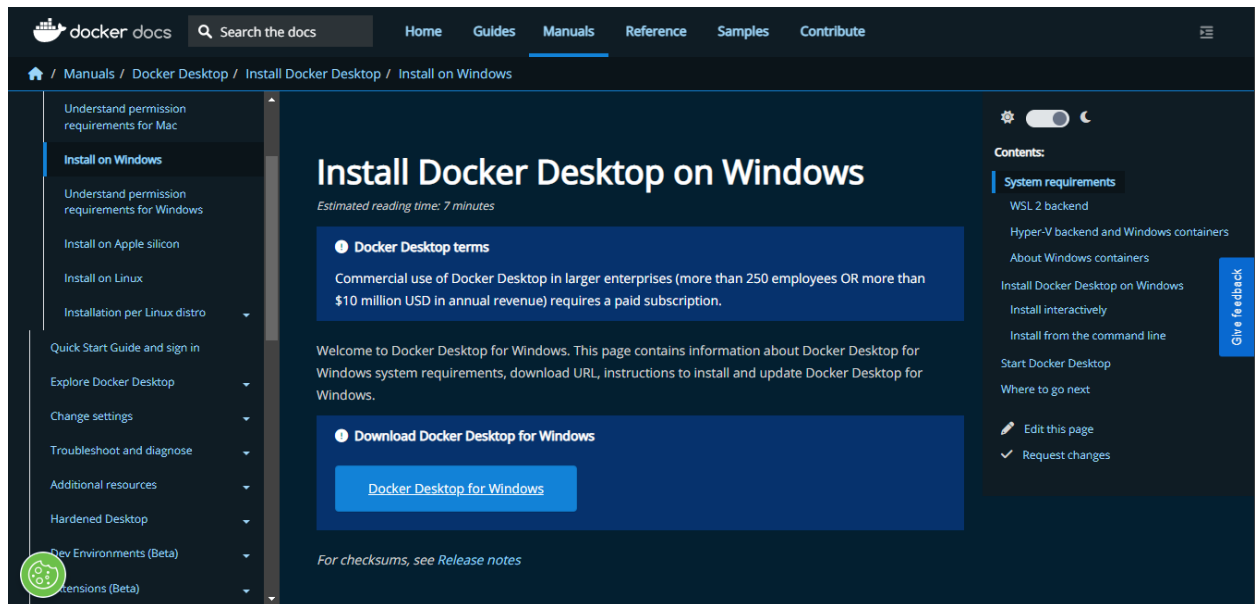 docker docs
Search the docs
Home
Guides
Manuals
Reference
Samples
Contribute
/ Manuals / Docker Desktop / Install Docker Desktop / Install on Windows
Understand permission
requirements for Mac
Install on Windows
Understand permission
requirements for Windows
Install on Apple silicon
Install on Linux
Installation per Linux distro
Quick Start Guide and sign in
Explore Docker Desktop
Change settings
Troubleshoot and diagnose
Additional resources
Hardened Desktop
Dev Environments (Beta)
(Beta)
Install Docker Desktop on Windows
Estimated reading time: 7 minutes
Docker Desktop terms
Commercial use of Docker Desktop in larger enterprises (more than 250 employees OR more than
$10 million USD in annual revenue) requires a paid subscription.
Welcome to Docker Desktop for Windows. This page contains information about Docker Desktop for
Windows system requirements, download URL, instructions to install and update Docker Desktop for
Windows.
Download Docker Desktop for Windows
Docker Desktop for Windows
For checksums, see Release notes
Contents:
System requirements
WSL 2 backend
Hyper-V backend and Windows containers
About Windows containers
Install Docker Desktop on Windows
Install interactively
Install from the command line
Start Docker Desktop
Where to go next
Edit this page
Request changes
Give feedback